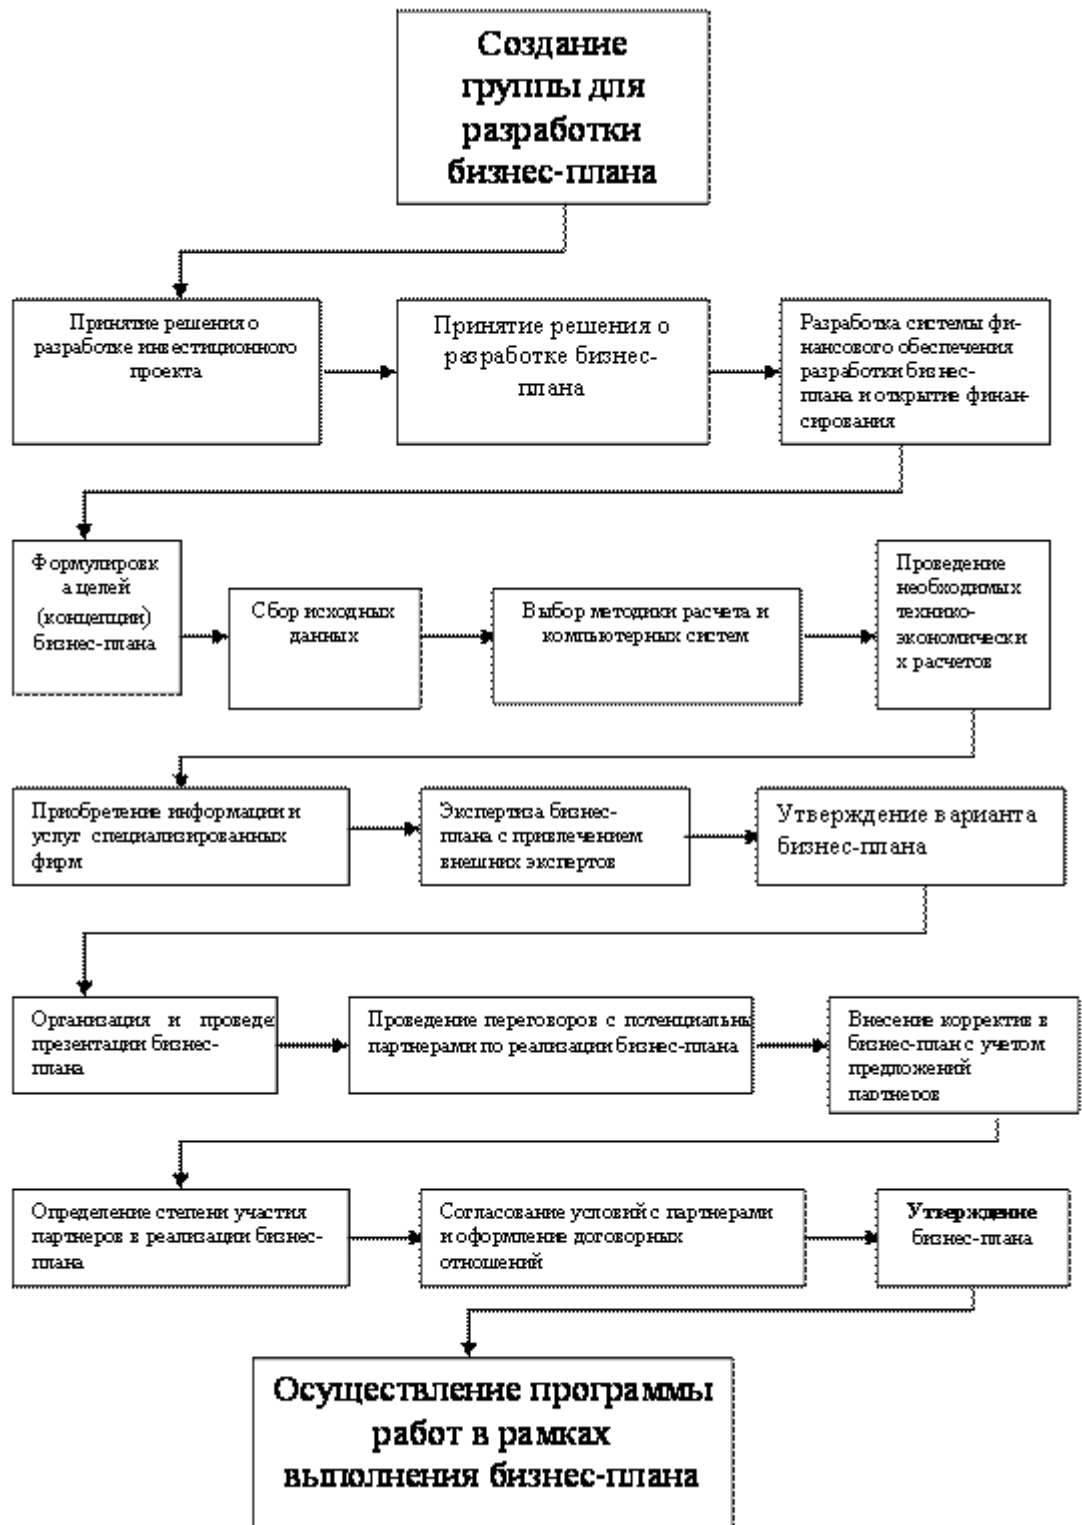 Создание
группы для
разработки
бизнес-плана
Принятие решения о
разработке инвестиционного
проекта
Принятие решения о
разработке бизнес-
плана
Разработка системы фи-
нансового обеспечения
разработки бизнес-
плана и открытие финан-
сирования
Формулировк
а целей
(концепции)
бизнес-плана
Сбор исходных
данных
Выбор методики расчета и
компьютерных систем
Проведение
необходимых
технико-
экономически
х расчетов
Приобретение информации и
услуг специализированных
фирм
Экспертиза бизнес-
плана с привлечением
внешних экспертов
Утверждение варианта
бизнес-плана
Организация и проведе
презентации бизнес-
плана
Проведение переговоров с потенциальны
партнерами по реализации бизнес-плана
Внесение корректив в
бизнес-план с учетом
предложений
партнеров
Определение степени участия
партнеров в реализации бизнес-
плана
Согласование условий с партнерами
и оформление договорных
отношений
Утверждение
бизнес-плана
Осуществление программы
работ в рамках
выполнения бизнес-плана